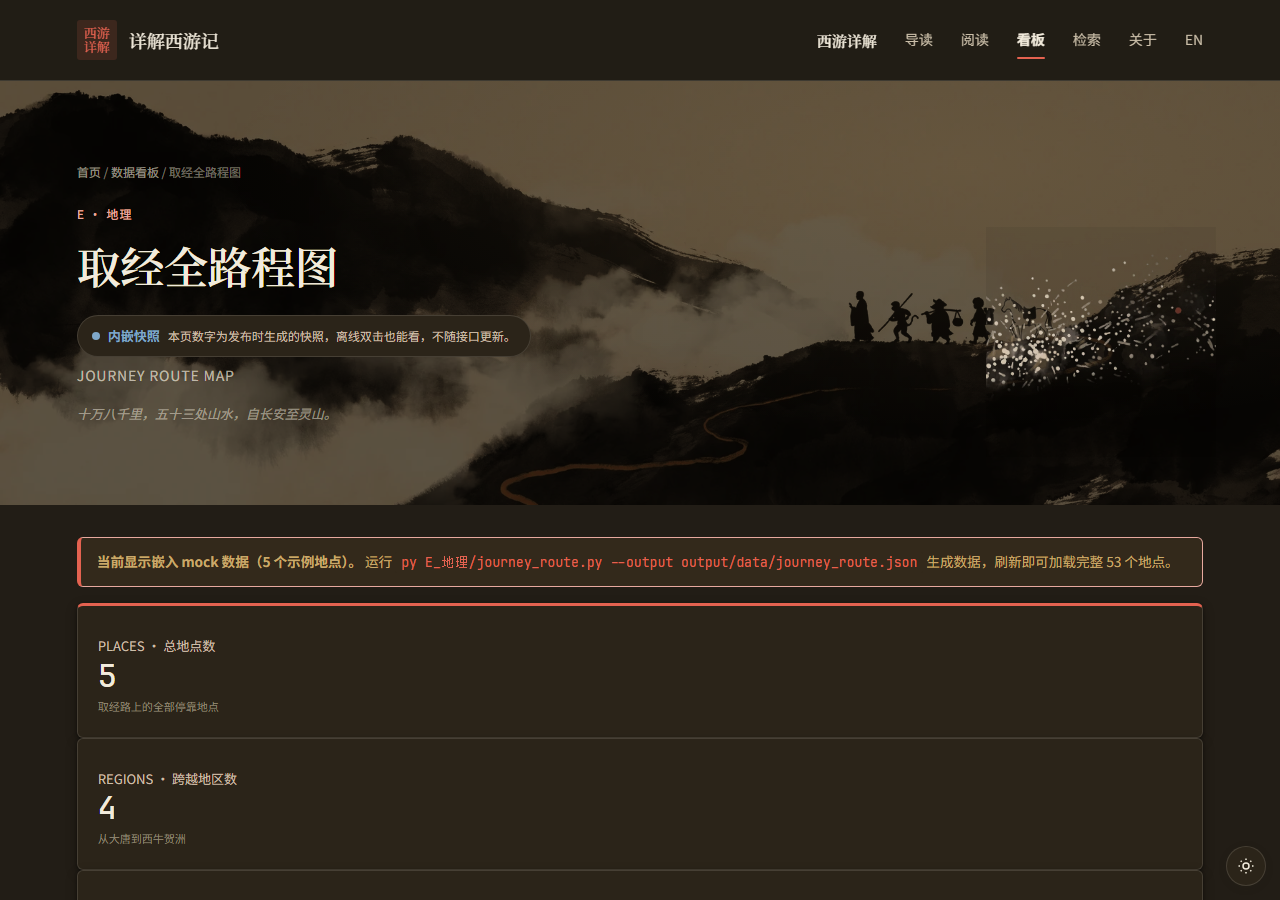 西游
详解
详解西游记
西游详解 导读 阅读 看板 检索 关于 EN
首页 / 数据看板 / 取经全路程图
E · 地理
取经全路程图
内嵌快照 本页数字为发布时生成的快照，离线双击也能看，不随接口更新。
JOURNEY ROUTE MAP
十万八千里，五十三处山水，自长安至灵山。
当前显示嵌入 mock 数据（5 个示例地点）。 运行 py E_地理/journey_route.py --output output/data/journey_route.json 生成数据，刷新即可加载完整 53 个地点。
PLACES · 总地点数
5
取经路上的全部停靠地点
REGIONS · 跨越地区数
4
从大唐到西牛贺洲